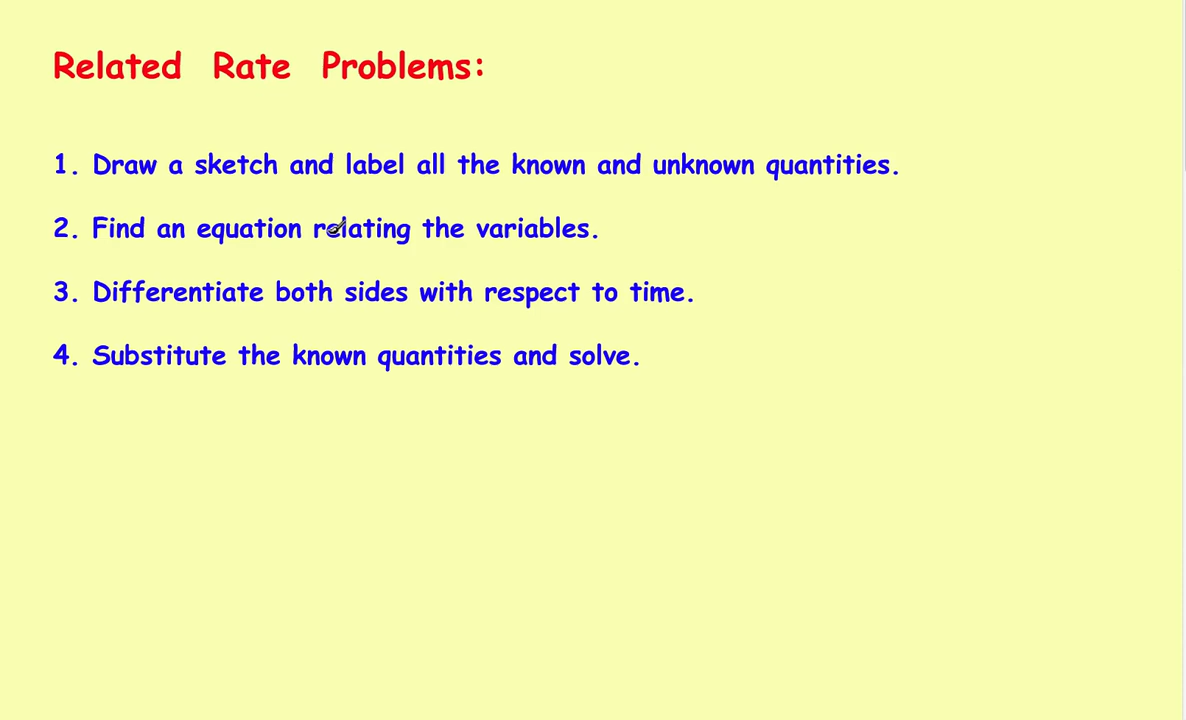 Related Rate Problems:
1. Draw a sketch and label all the known and unknown quantities.
2. Find an equation relating the variables.
3. Differentiate both sides with respect to time.
4. Substitute the known quantities and solve.